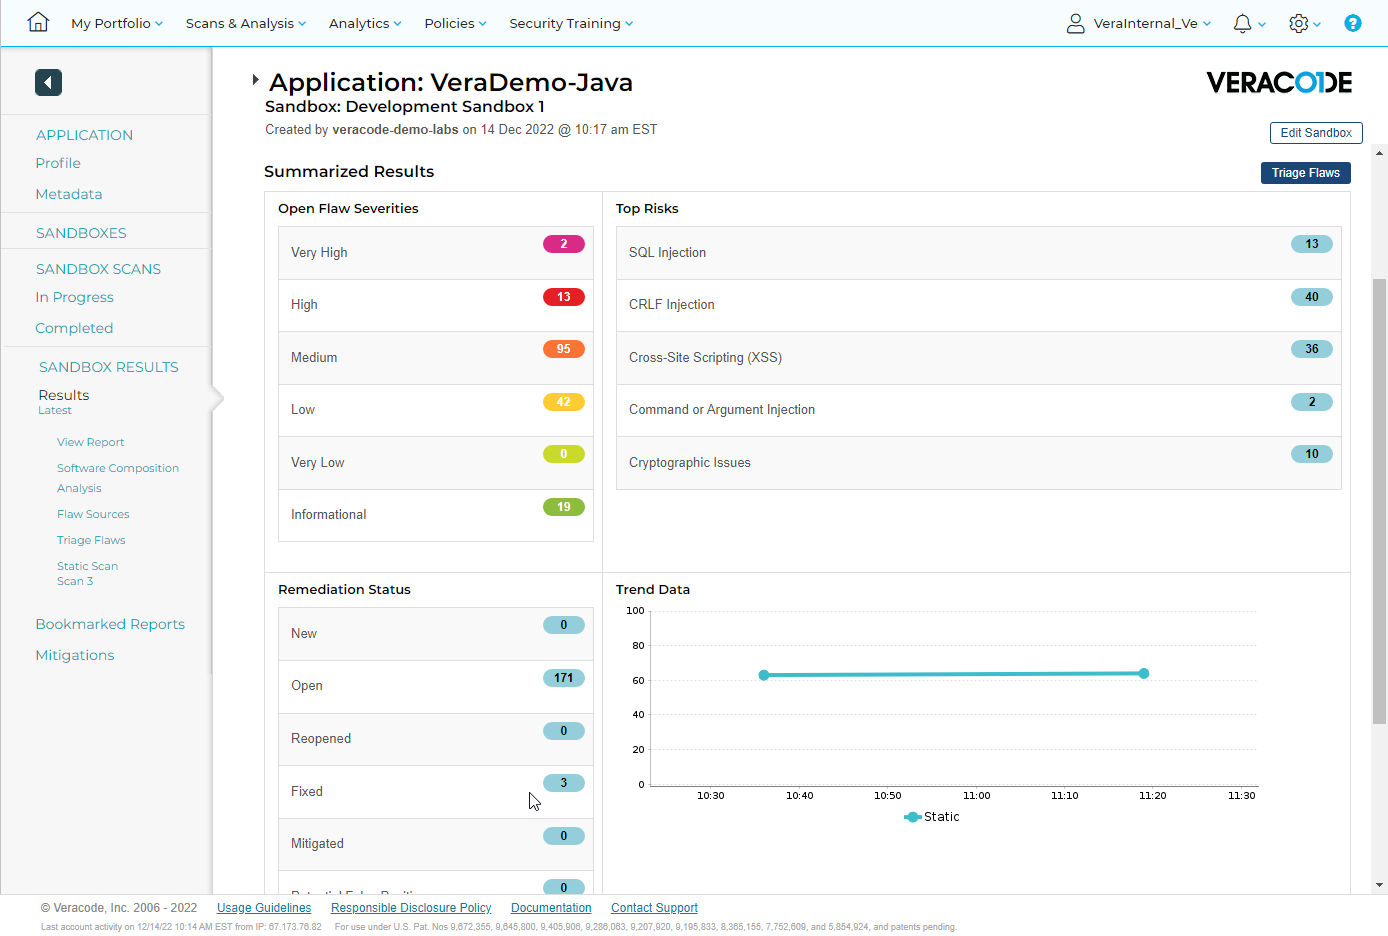 My Portfolio
Scans & Analysis
Analytics
Policies
Security Training
VeraInternal_Ve
?
APPLICATION
Profile
Metadata
SANDBOXES
SANDBOX SCANS
In Progress
Completed
SANDBOX RESULTS
Results
Latest
View Report
Software Composition
Analysis
Flaw Sources
Triage Flaws
Static Scan
Scan 3
Bookmarked Reports
Mitigations
Application: VeraDemo-Java
Sandbox: Development Sandbox 1
Created by veracode-demo-labs on 14 Dec 2022 @ 10:17 am EST
VERACODE
Edit Sandbox
Summarized Results
Triage Flaws
Open Flaw Severities
Very High 2
High 13
Medium 95
Low 42
Very Low 0
Informational 19
Top Risks
SQL Injection 13
CRLF Injection 40
Cross-Site Scripting (XSS) 36
Command or Argument Injection 2
Cryptographic Issues 10
Remediation Status
New 0
Open 171
Reopened 0
Fixed 3
Mitigated 0
0
Trend Data
100
80
60
40
20
0
10:30 10:40 10:50 11:00 11:10 11:20 11:30
Static
© Veracode, Inc. 2006 - 2022 Usage Guidelines Responsible Disclosure Policy Documentation Contact Support
Last account activity on 12/14/22 10:14 AM EST from IP: 67.173.76.82 For use under U.S. Pat. Nos 9,672,355, 9,645,800, 9,405,906, 9,286,063, 9,207,920, 9,195,833, 8,365,155, 7,752,609, and 5,854,924, and patents pending.